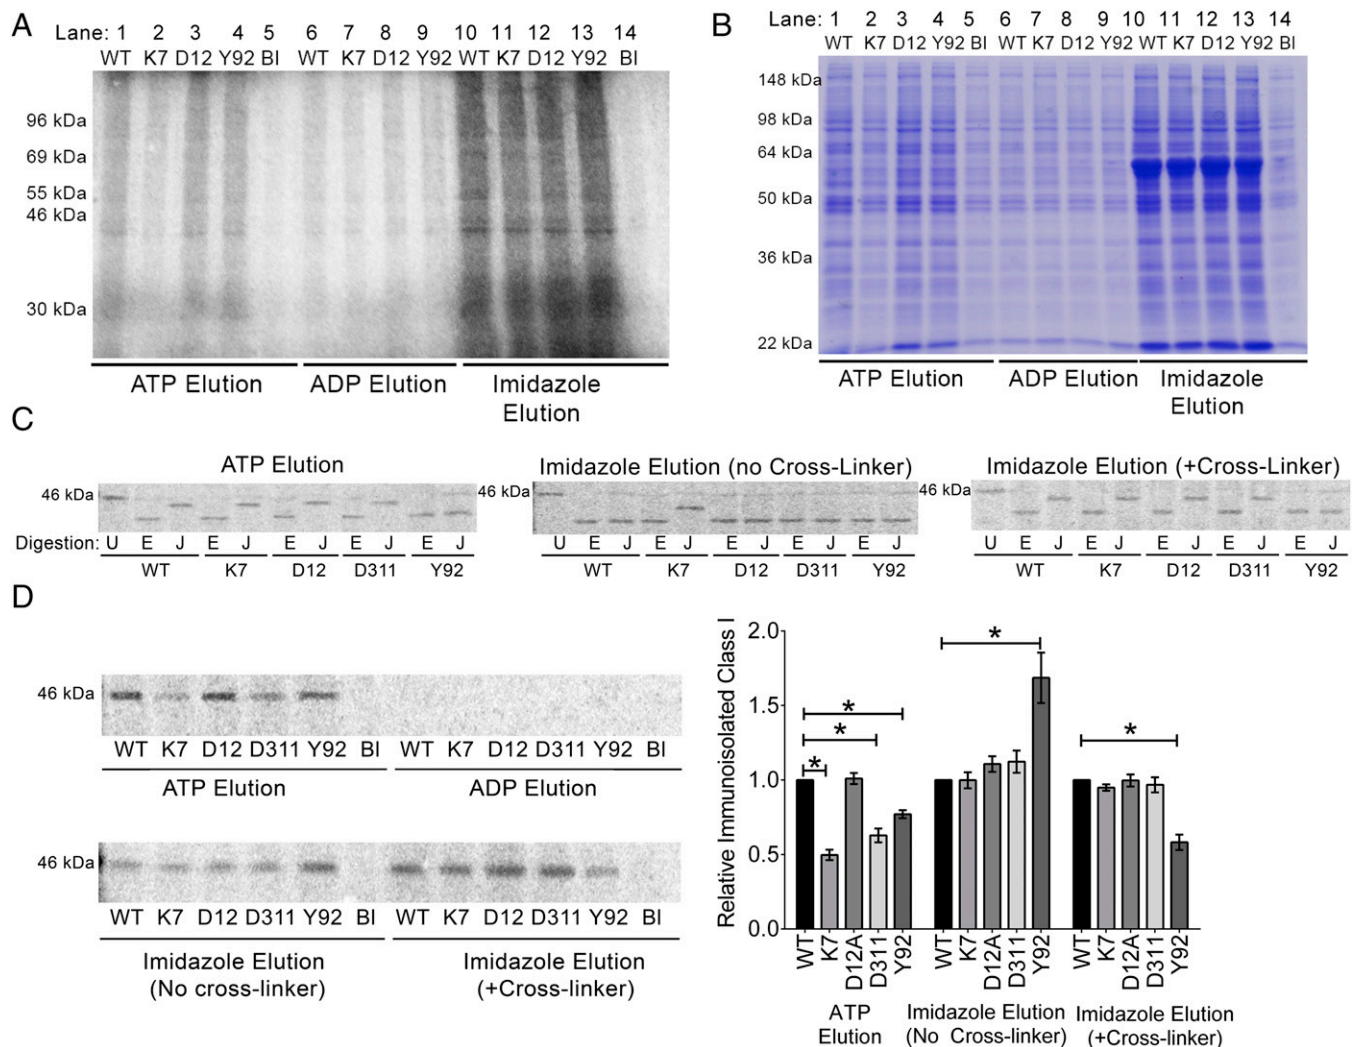 A
Lane: 1 2 3 4 5 6 7 8 9 10 11 12 13 14
WT K7 D12 Y92 BI WT K7 D12 Y92 WT K7 D12 Y92 BI
96 kDa
69 kDa
55 kDa
46 kDa
30 kDa
ATP Elution ADP Elution Imidazole
Elution
B
Lane: 1 2 3 4 5 6 7 8 9 10 11 12 13 14
WT K7 D12 Y92 BI WT K7 D12 Y92 WT K7 D12 Y92 BI
148 kDa
98 kDa
64 kDa
50 kDa
36 kDa
22 kDa
ATP Elution ADP Elution Imidazole
Elution
C
ATP Elution
46 kDa
Digestion: U E J E J E J E J E J
WT K7 D12 D311 Y92
Imidazole Elution (no Cross-Linker)
46 kDa
U E J E J E J E J E J
WT K7 D12 D311 Y92
Imidazole Elution (+Cross-Linker)
46 kDa
U E J E J E J E J E J
WT K7 D12 D311 Y92
D
46 kDa
WT K7 D12 D311 Y92 BI WT K7 D12 D311 Y92 BI
ATP Elution ADP Elution
46 kDa
WT K7 D12 D311 Y92 BI WT K7 D12 D311 Y92 BI
Imidazole Elution Imidazole Elution
(No cross-linker) (+Cross-linker)
Relative Immunoisolated Class I
2.0
1.5
1.0
0.5
0.0
* * * * *
WT K7 D12A D311 Y92 WT K7 D12A D311 Y92 WT K7 D12A D311 Y92
ATP Imidazole Elution Imidazole Elution
Elution (No Cross-linker) (+Cross-linker)